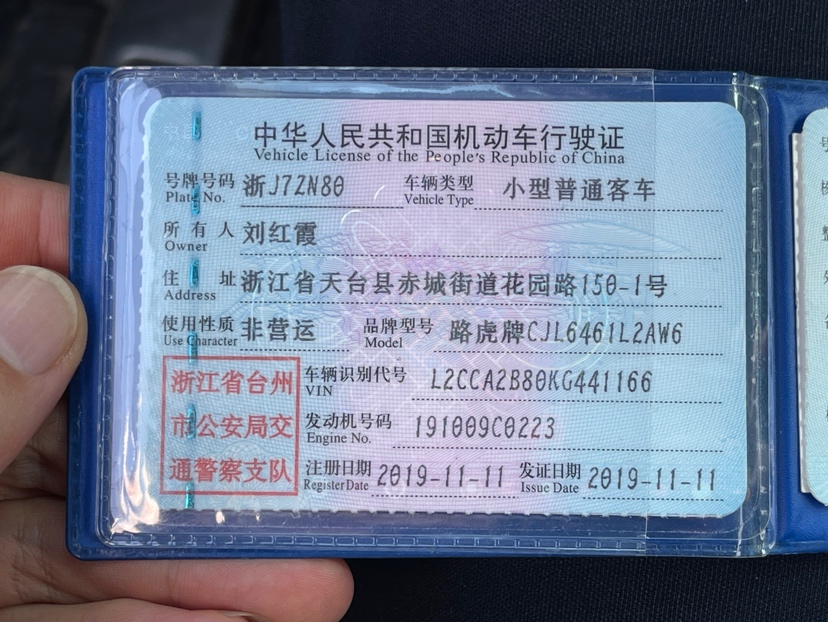 中华人民共和国机动车行驶证
Vehicle License of the People's Republic of China
号牌号码 浙J7ZN80 车辆类型 小型普通客车
Plate No. Vehicle Type
所有人 刘红霞
Owner
住址 浙江省天台县赤城街道花园路150-1号
Address
使用性质 非营运 品牌型号 路虎牌CJL6461L2AW6
Use Character Model
浙江省台州
市公安局交
通警察支队
车辆识别代号 L2CCA2B80KG441166
VIN
发动机号码 191009C0223
Engine No.
注册日期 2019-11-11 发证日期 2019-11-11
Register Date Issue Date